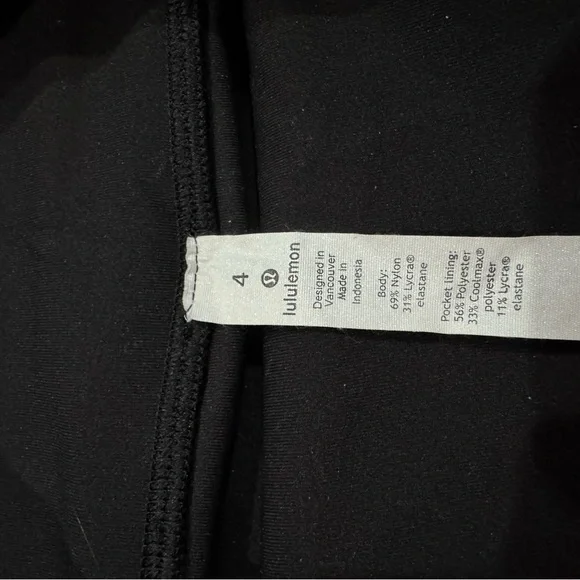 4
lululemon
Designed in
Vancouver
Made in
Indonesia
Body:
69% Nylon
31% Lycra®
elastane
Pocket lining:
56% Polyester
33% Coolmax®
polyester
11% Lycra®
elastane